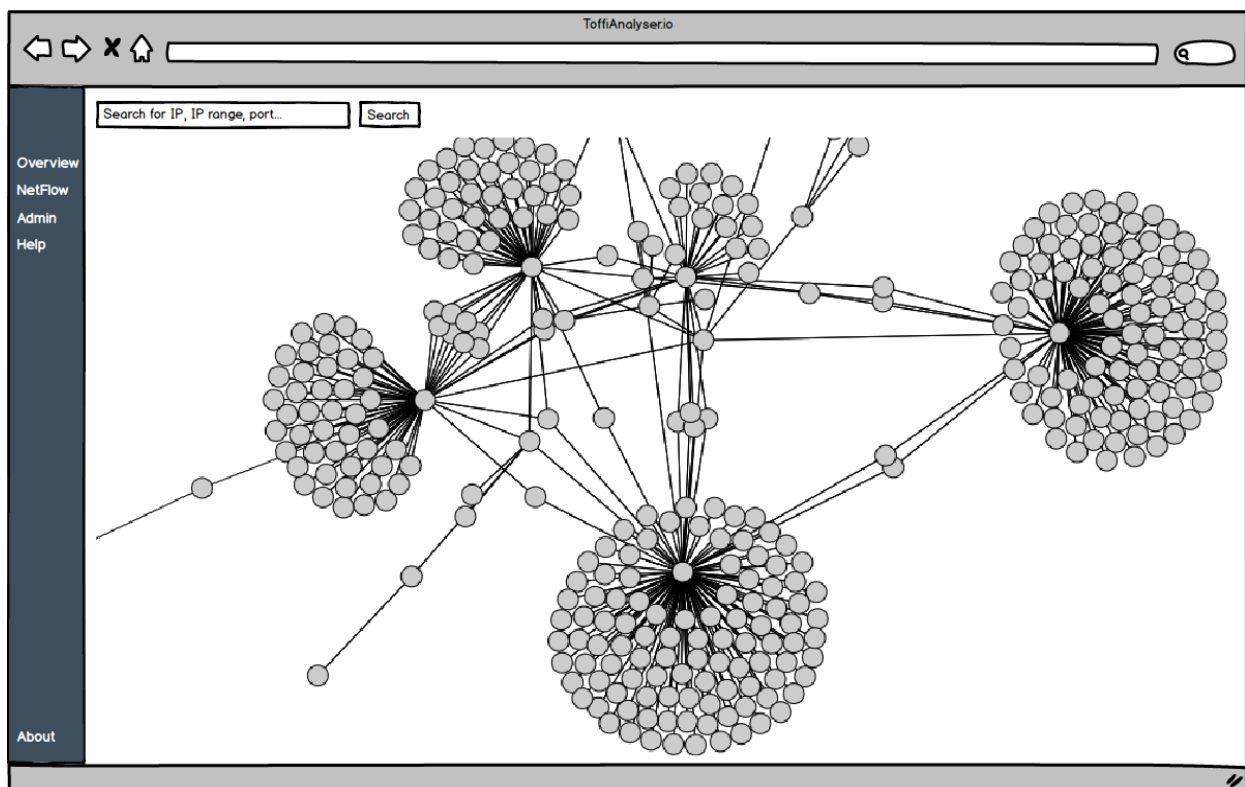 ToffiAnalyser.io
Search for IP, IP range, port...
Search
Overview
NetFlow
Admin
Help
About